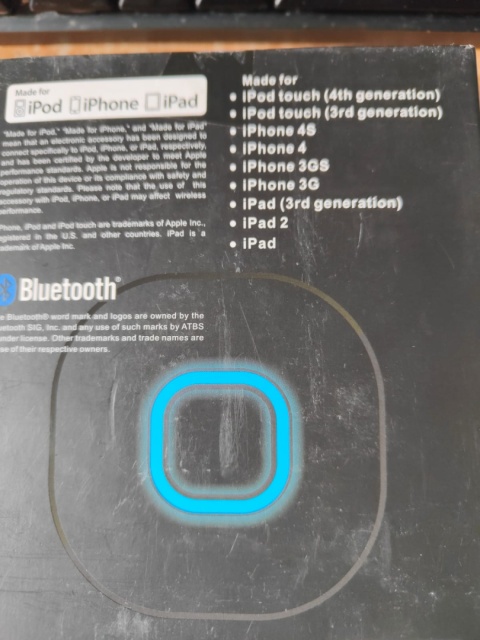 Made for
iPod iPhone iPad
"Made for iPod," "Made for iPhone," and "Made for iPad"
mean that an electronic accessory has been designed to
connect specifically to iPod, iPhone, or iPad, respectively,
and has been certified by the developer to meet Apple
performance standards. Apple is not responsible for the
operation of this device or its compliance with safety and
regulatory standards. Please note that the use of this
accessory with iPod, iPhone, or iPad may affect wireless
performance.
iPhone, iPod and iPod touch are trademarks of Apple Inc.,
registered in the U.S. and other countries. iPad is a
trademark of Apple Inc.
Made for
• iPod touch (4th generation)
• iPod touch (3rd generation)
• iPhone 4S
• iPhone 4
• iPhone 3GS
• iPhone 3G
• iPad (3rd generation)
• iPad 2
• iPad
Bluetooth®
The Bluetooth® word mark and logos are owned by the
Bluetooth SIG, Inc. and any use of such marks by ATBS
under license. Other trademarks and trade names are
of their respective owners.